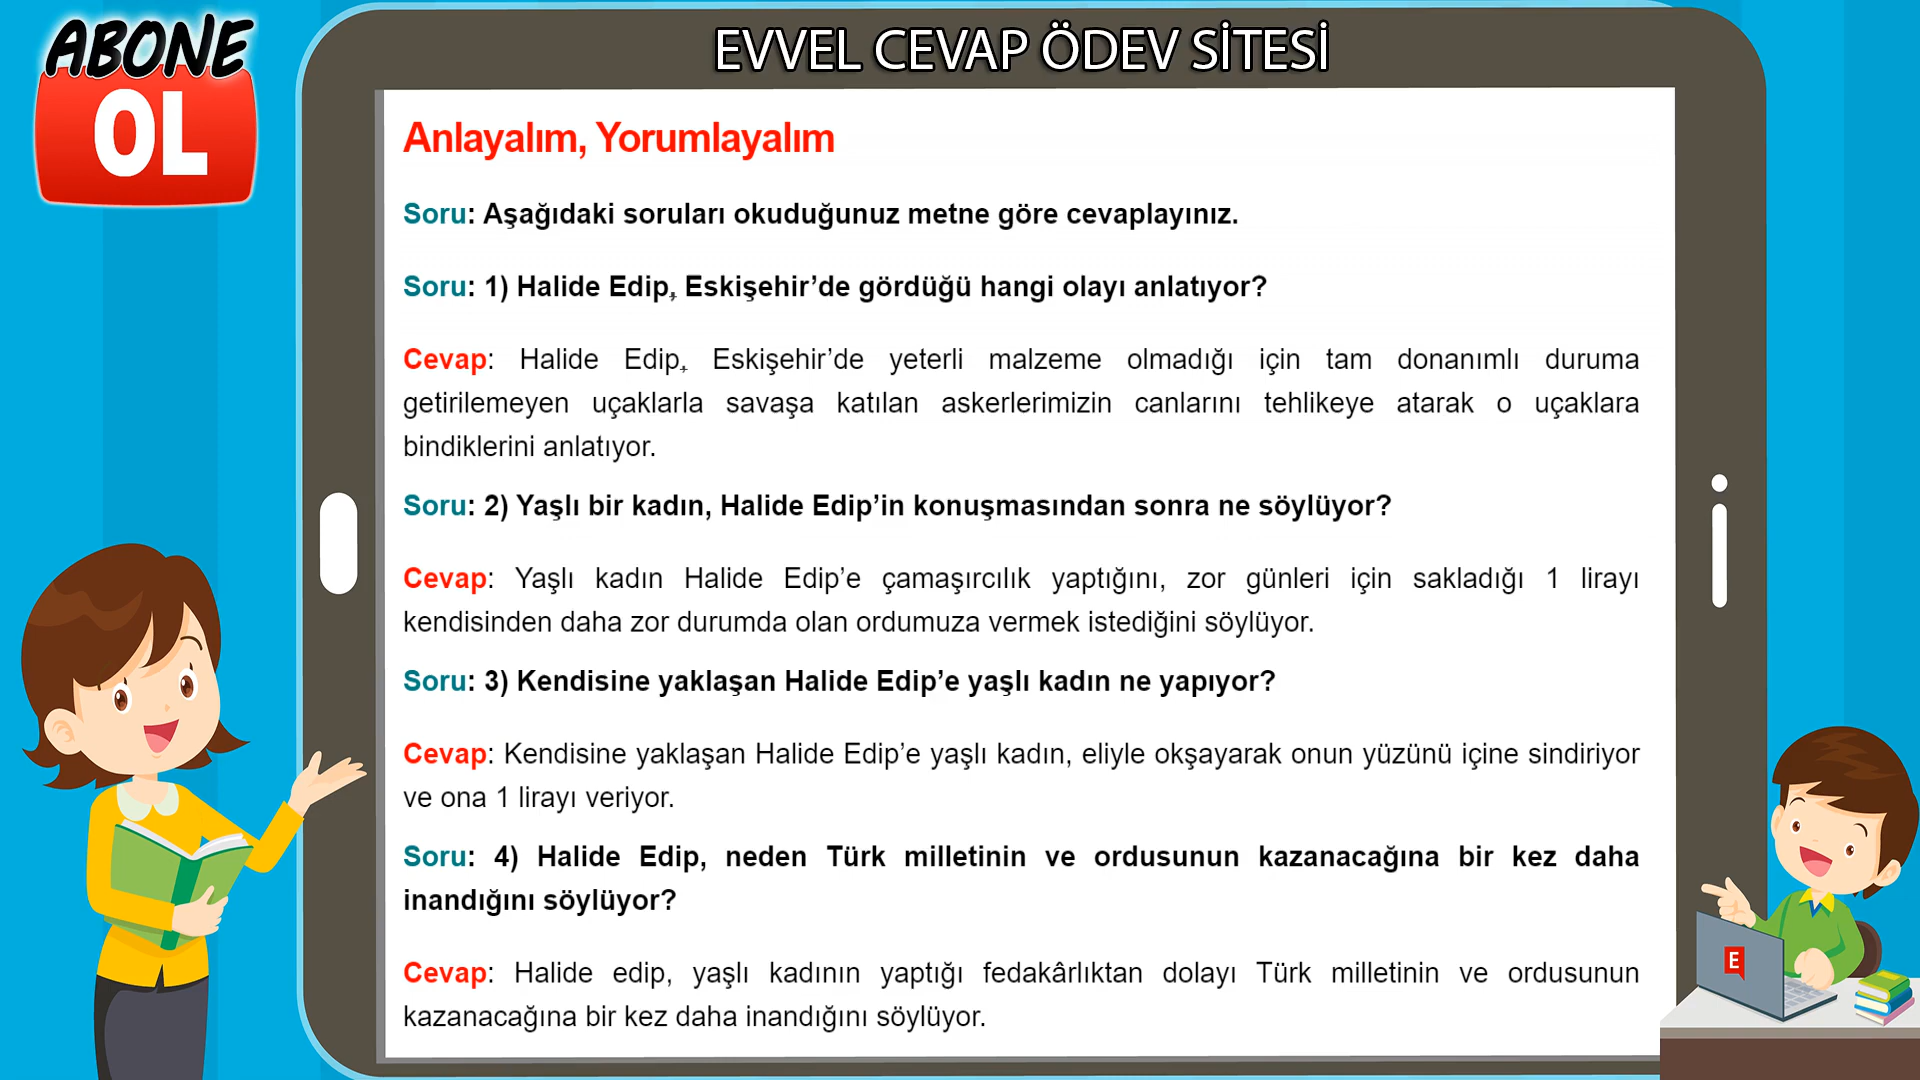 ABONE
OL
EVVEL CEVAP ÖDEV SİTESİ
Anlayalım, Yorumlayalım
Soru: Aşağıdaki soruları okuduğunuz metne göre cevaplayınız.
Soru: 1) Halide Edip, Eskişehir’de gördüğü hangi olayı anlatıyor?
Cevap: Halide Edip, Eskişehir’de yeterli malzeme olmadığı için tam donanımlı duruma
getirilemeyen uçaklarla savaşa katılan askerlerimizin canlarını tehlikeye atarak o uçaklara
bindiklerini anlatıyor.
Soru: 2) Yaşlı bir kadın, Halide Edip’in konuşmasından sonra ne söylüyor?
Cevap: Yaşlı kadın Halide Edip’e çamaşırcılık yaptığını, zor günleri için sakladığı 1 lirayı
kendisinden daha zor durumda olan ordumuza vermek istediğini söylüyor.
Soru: 3) Kendisine yaklaşan Halide Edip’e yaşlı kadın ne yapıyor?
Cevap: Kendisine yaklaşan Halide Edip’e yaşlı kadın, eliyle okşayarak onun yüzünü içine sindiriyor
ve ona 1 lirayı veriyor.
Soru: 4) Halide Edip, neden Türk milletinin ve ordusunun kazanacağına bir kez daha
inandığını söylüyor?
Cevap: Halide edip, yaşlı kadının yaptığı fedakârlıktan dolayı Türk milletinin ve ordusunun
kazanacağına bir kez daha inandığını söylüyor.
E